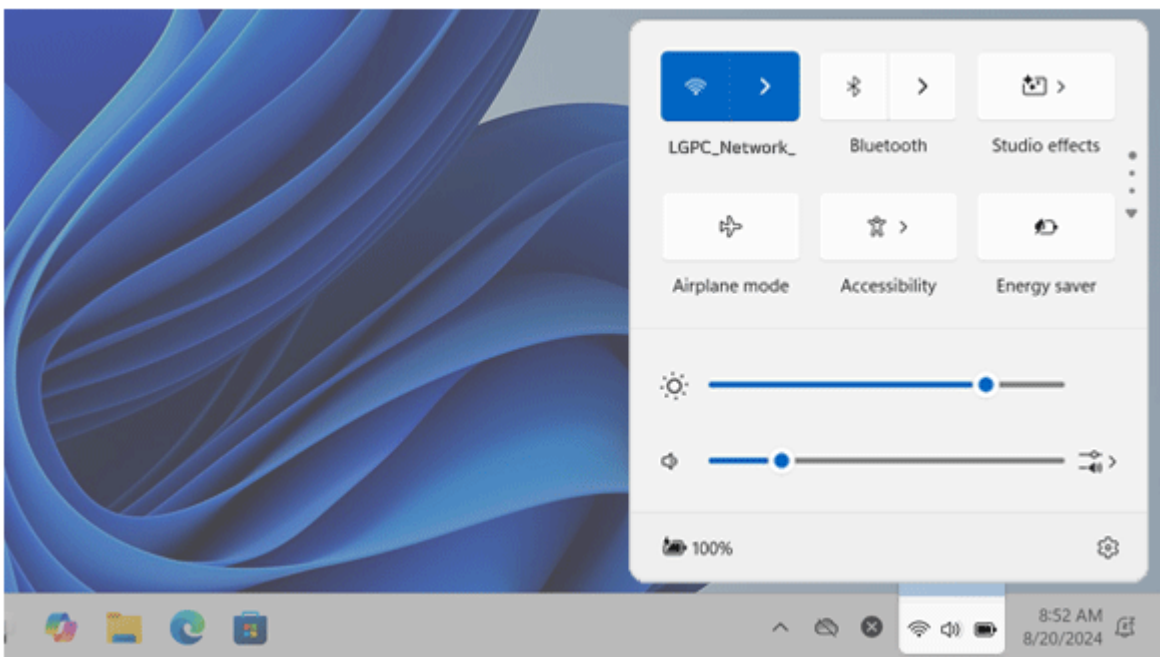 LGPC_Network_
Bluetooth
Studio effects
Airplane mode
Accessibility
Energy saver
100%
8:52 AM
8/20/2024